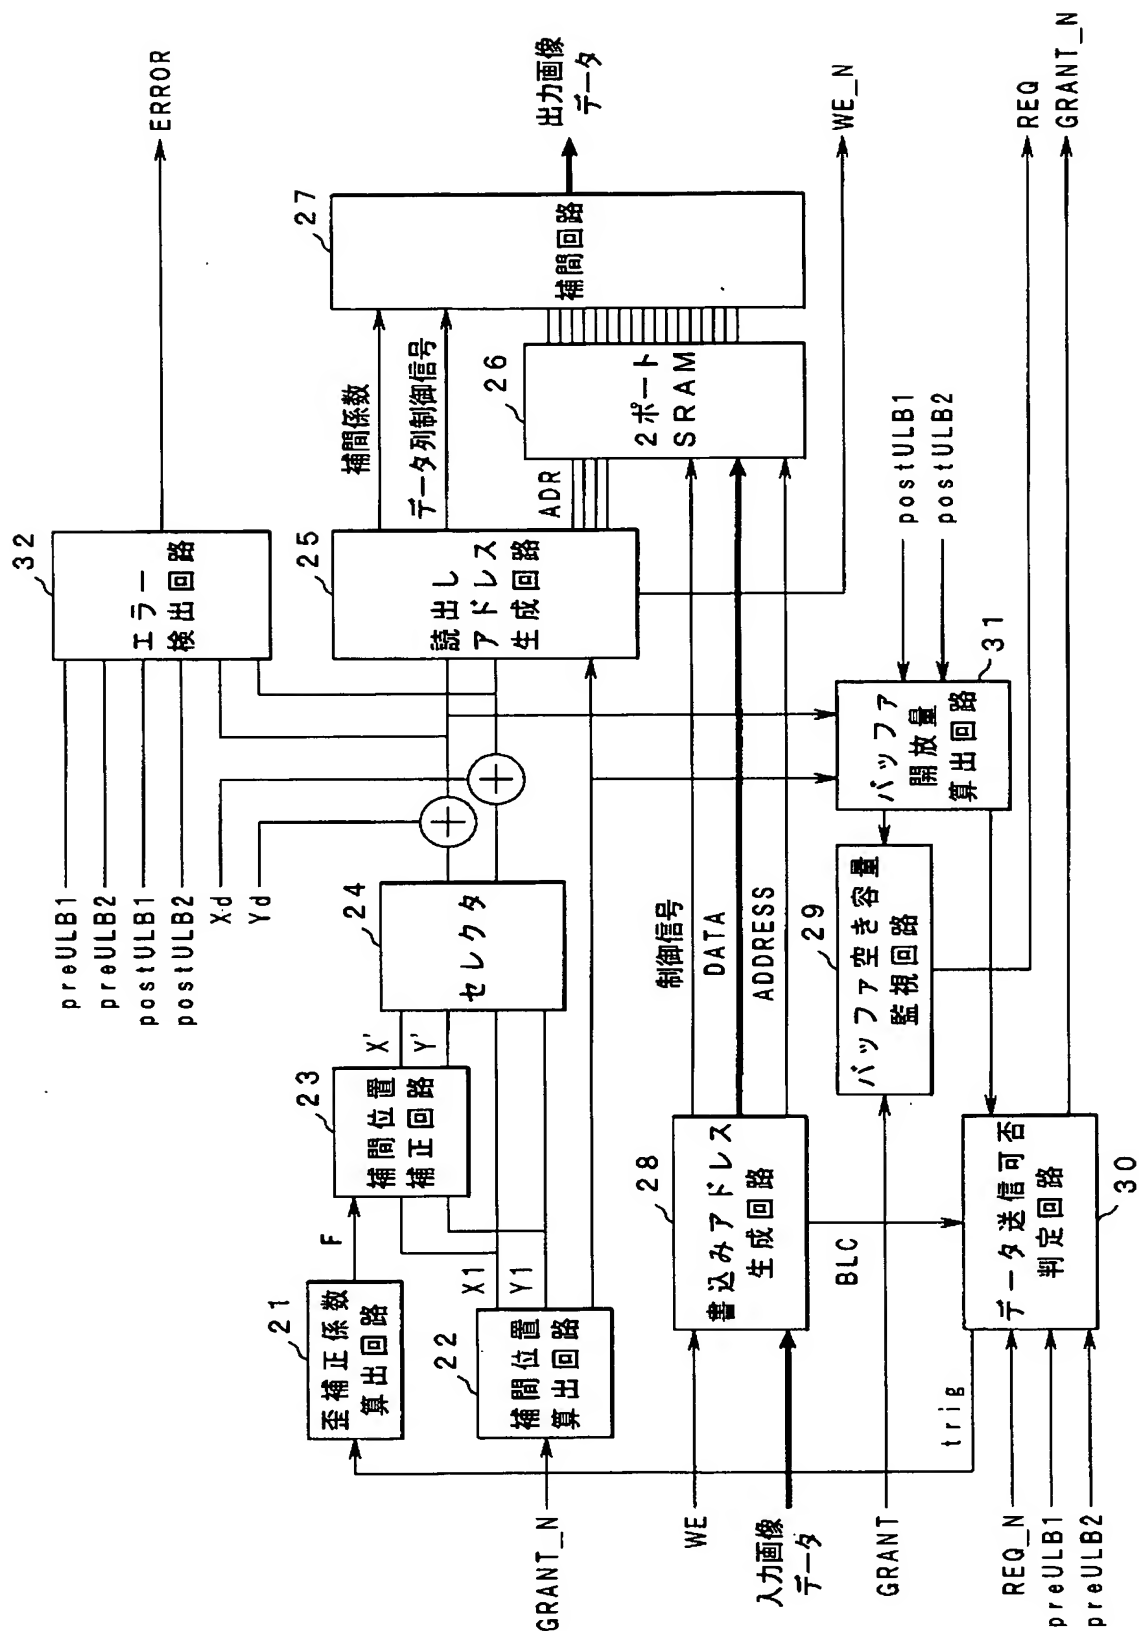 ERROR
出力画像
データ
WE_N
REQ
GRANT_N
27
補間回路
補間係数
データ列制御信号
26
2ポート
SRAM
ADR
32
エラー
検出回路
25
読出し
アドレス
生成回路
postULB1
postULB2
31
バッファ
開放量
算出回路
preULB1
preULB2
postULB1
postULB2
Xd
Yd
24
セレクタ
制御信号
DATA
ADDRESS
29
バッファ空き容量
監視回路
X'
Y'
23
補間位置
補正回路
F
X1
Y1
28
書込みアドレス
生成回路
BLC
データ送信可否
判定回路
30
21
歪補正係数
算出回路
22
補間位置
算出回路
trig
GRANT_N
WE
入力画像
データ
GRANT
REQ_N
preULB1
preULB2